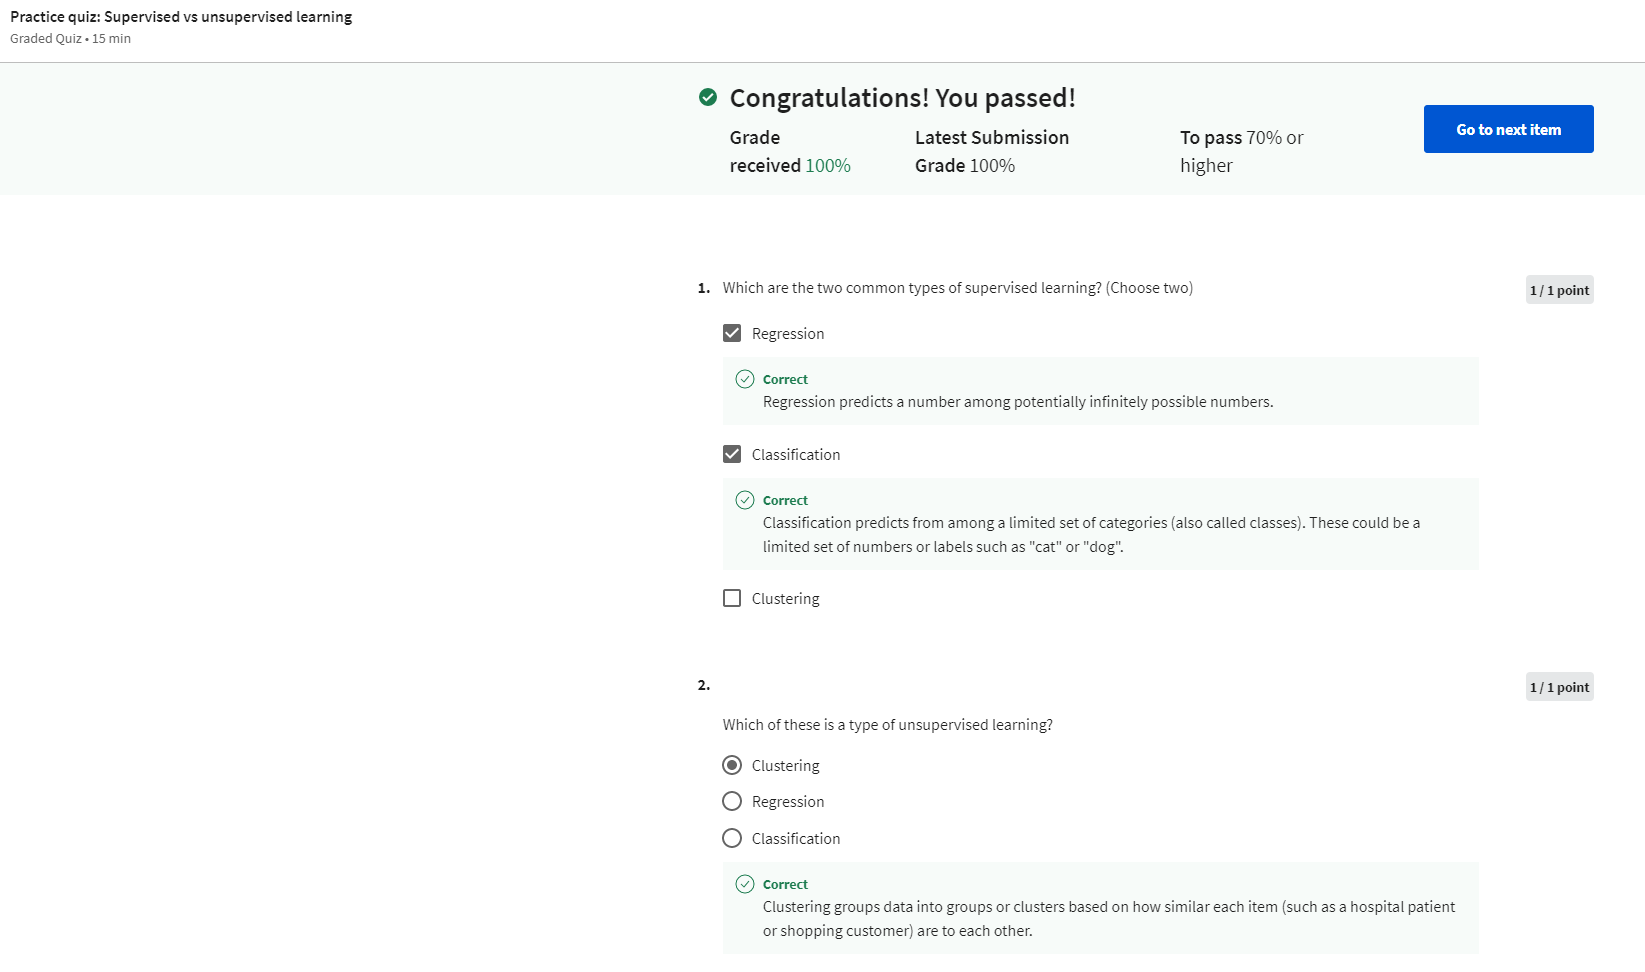 Practice quiz: Supervised vs unsupervised learning
Graded Quiz • 15 min
Congratulations! You passed!
Grade
received 100%
Latest Submission
Grade 100%
To pass 70% or
higher
Go to next item
1. Which are the two common types of supervised learning? (Choose two)
1 / 1 point
Regression
Correct
Regression predicts a number among potentially infinitely possible numbers.
Classification
Correct
Classification predicts from among a limited set of categories (also called classes). These could be a
limited set of numbers or labels such as "cat" or "dog".
Clustering
2.
1 / 1 point
Which of these is a type of unsupervised learning?
Clustering
Regression
Classification
Correct
Clustering groups data into groups or clusters based on how similar each item (such as a hospital patient
or shopping customer) are to each other.